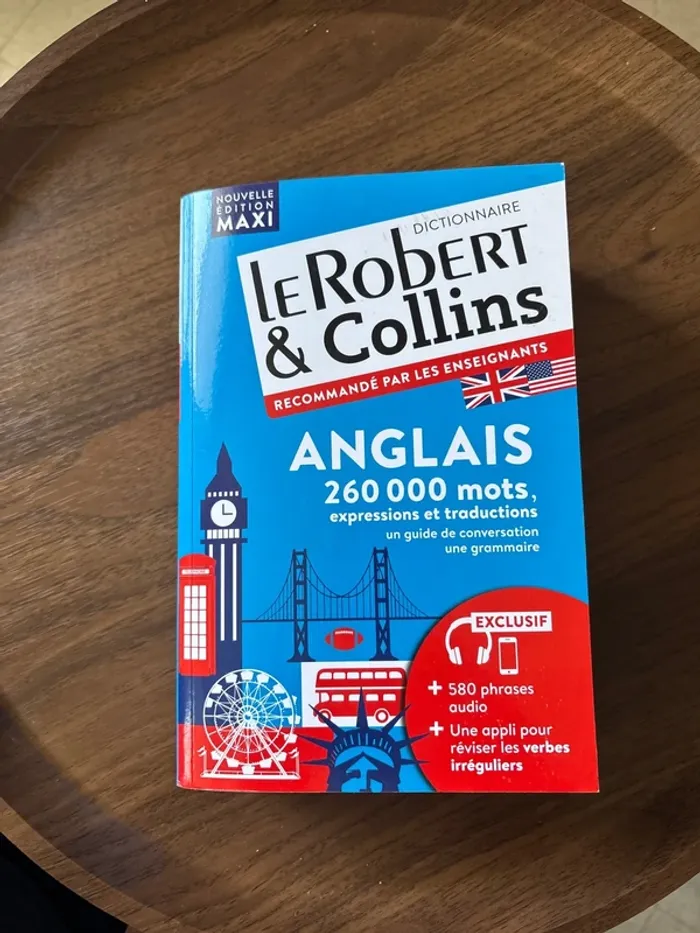 NOUVELLE
ÉDITION
MAXI
DICTIONNAIRE
LE ROBERT
& Collins
RECOMMANDÉ PAR LES ENSEIGNANTS
ANGLAIS
260 000 mots,
expressions et traductions
un guide de conversation
une grammaire
TELEPHONE
EXCLUSIF
+ 580 phrases
audio
+ Une appli pour
réviser les verbes
irréguliers